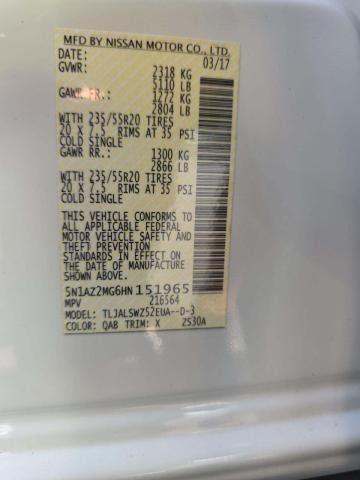 MFD BY NISSAN MOTOR CO., LTD.
DATE: 03/17
GVWR: 2318 KG
5110 LB
GAWR FR.: 1272 KG
2804 LB
WITH 235/55R20 TIRES
20 X 7.5 RIMS AT 35 PSI
COLD SINGLE
GAWR RR.: 1300 KG
2866 LB
WITH 235/55R20 TIRES
20 X 7.5 RIMS AT 35 PSI
COLD SINGLE
THIS VEHICLE CONFORMS TO
ALL APPLICABLE FEDERAL
MOTOR VEHICLE SAFETY AND
THEFT PREVENTION
STANDARDS IN EFFECT ON
THE DATE OF MANUFACTURE
SHOWN ABOVE.
5N1AZ2MG6HN151965
MPV 216564
TLJALSWZ52EUA--D-3
COLOR: QAB TRIM: X 2530A